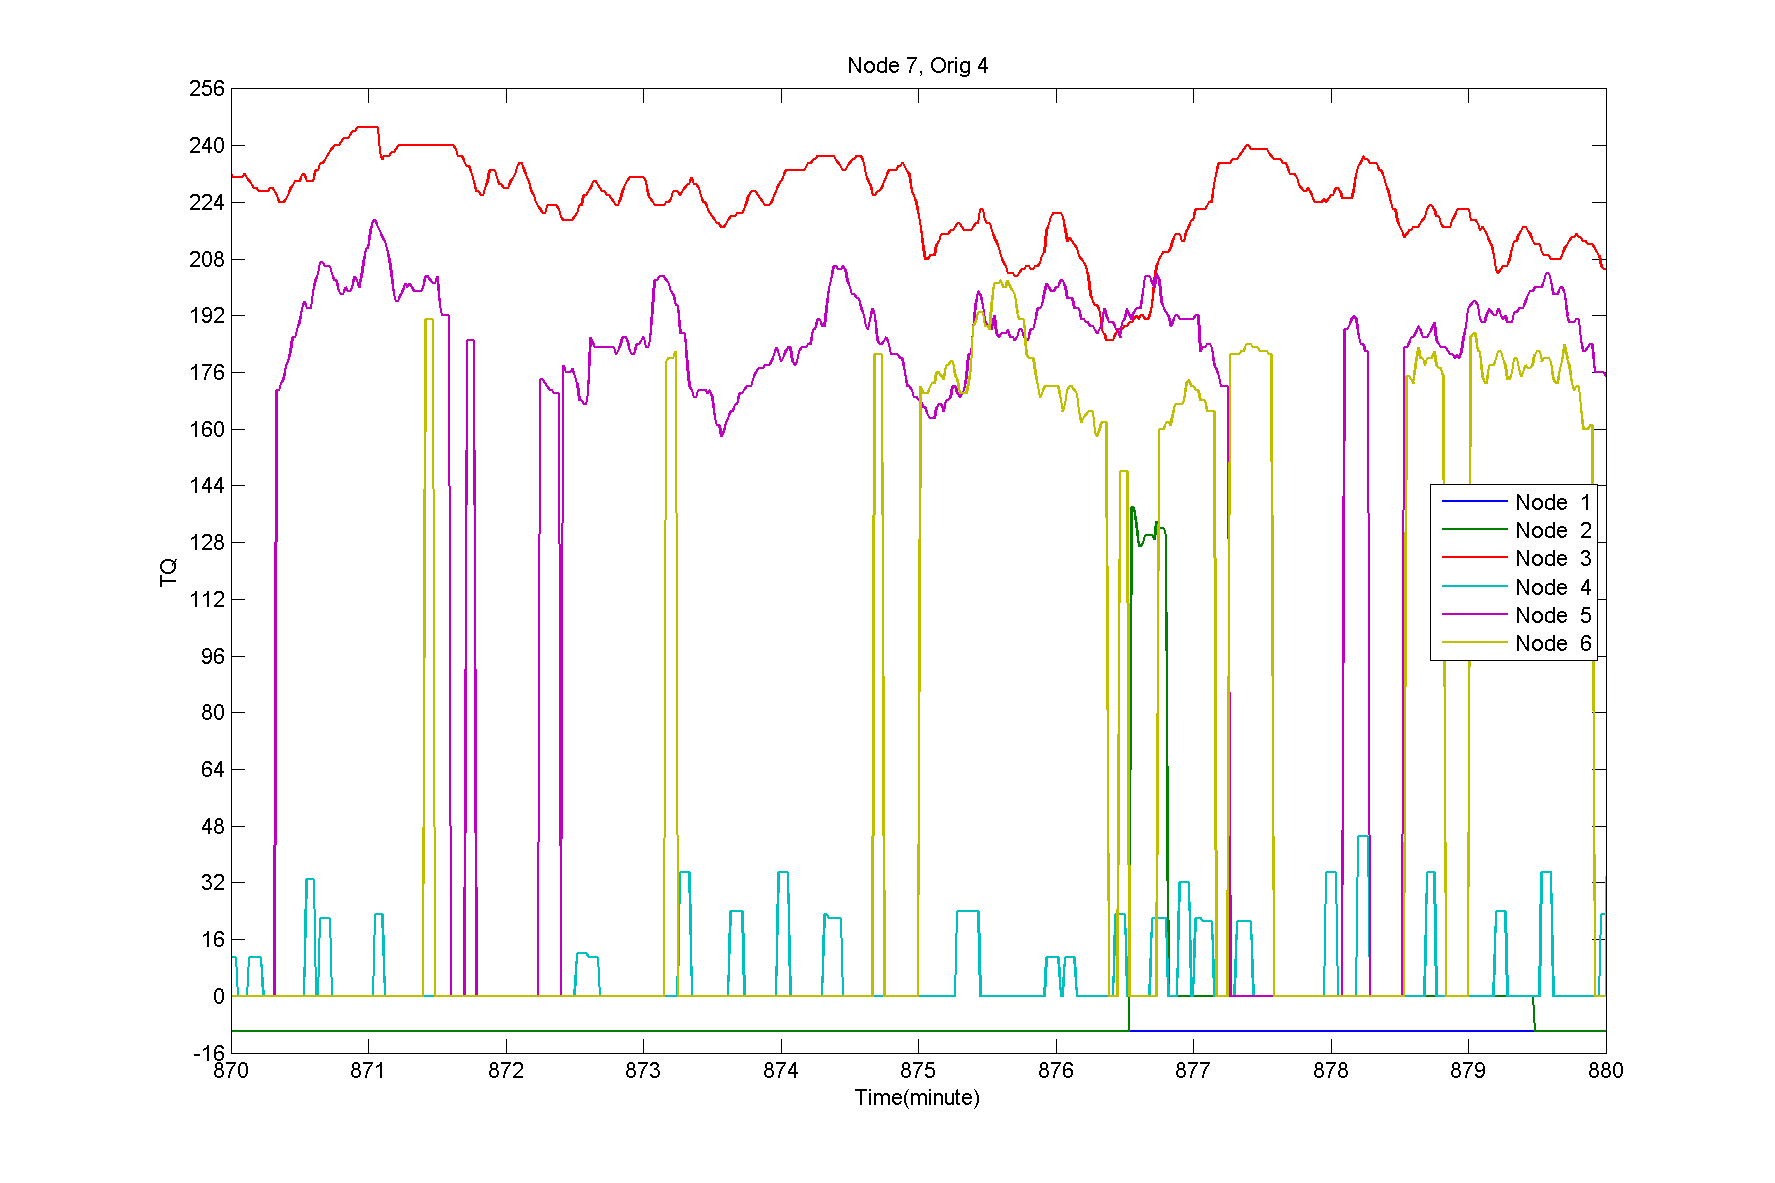 Node 7, Orig 4
256
240
224
208
192
176
160
144
128
112
96
80
64
48
32
16
0
-16
TQ
870 871 872 873 874 875 876 877 878 879 880
Time(minute)
Node 1
Node 2
Node 3
Node 4
Node 5
Node 6